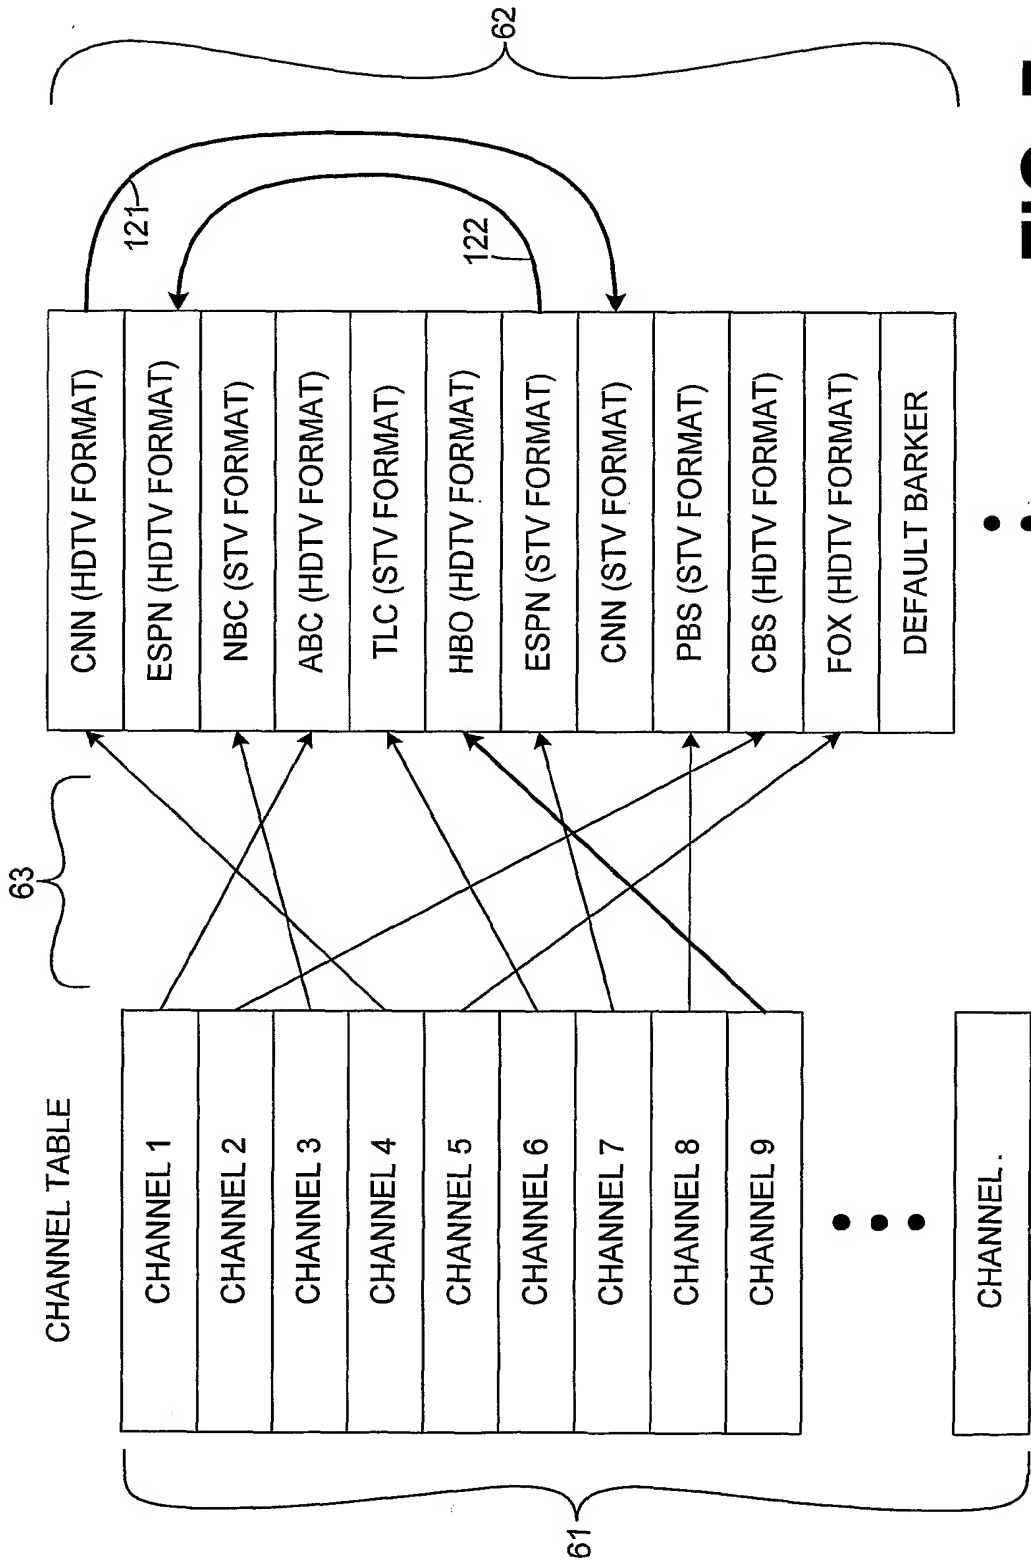 CHANNEL TABLE
CHANNEL 1
CHANNEL 2
CHANNEL 3
CHANNEL 4
CHANNEL 5
CHANNEL 6
CHANNEL 7
CHANNEL 8
CHANNEL 9
CHANNEL .
61
63
CNN (HDTV FORMAT)
ESPN (HDTV FORMAT)
NBC (STV FORMAT)
ABC (HDTV FORMAT)
TLC (STV FORMAT)
HBO (HDTV FORMAT)
ESPN (STV FORMAT)
CNN (STV FORMAT)
PBS (STV FORMAT)
CBS (HDTV FORMAT)
FOX (HDTV FORMAT)
DEFAULT BARKER
121
122
62